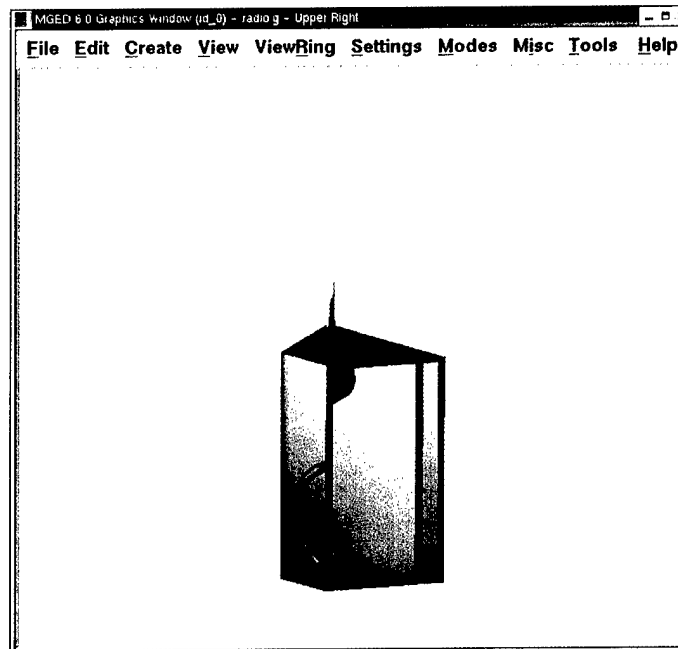 MGED 6.0 Graphics Window (id_0) - radio.g - Upper Right
File Edit Create View ViewRing Settings Modes Misc Tools Help